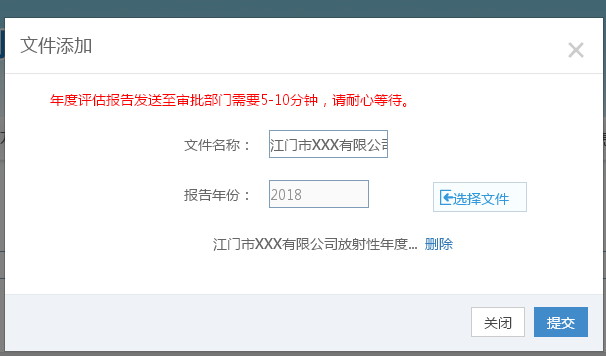 文件添加
年度评估报告发送至审批部门需要5-10分钟，请耐心等待。
文件名称： 江门市XXX有限公司
报告年份： 2018 选择文件
江门市XXX有限公司放射性年度... 删除
关闭 提交